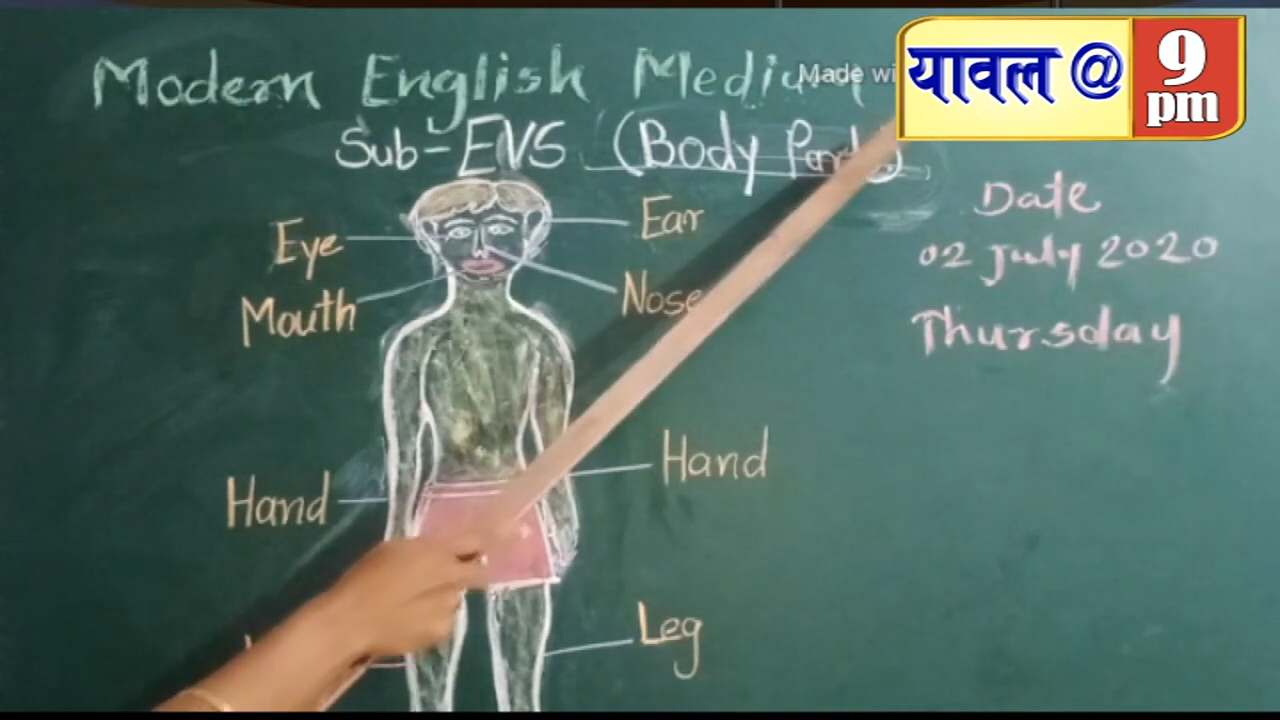 Modern English Medium
Made wi
यावल @ 9 pm
Sub-EVS (Body Parts)
Date
02 July 2020
Thursday
Eye
Ear
Mouth
Nose
Hand
Hand
Leg